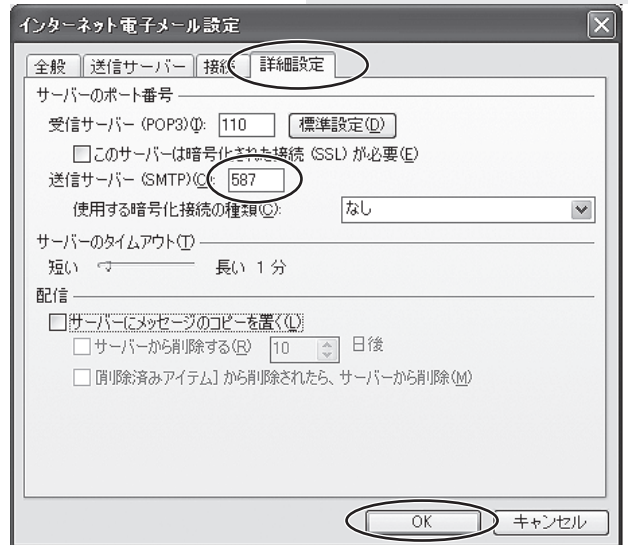 インターネット電子メール設定
全般 送信サーバー 接続 詳細設定
サーバーのポート番号
受信サーバー (POP3)(I): 110 標準設定(D)
このサーバーは暗号化された接続 (SSL) が必要(E)
送信サーバー (SMTP)(O): 587
使用する暗号化接続の種類(C): なし
サーバーのタイムアウト(T)
短い 長い 1 分
配信
サーバーにメッセージのコピーを置く(L)
サーバーから削除する(R) 10 日後
[削除済みアイテム] から削除されたら、サーバーから削除(M)
OK キャンセル